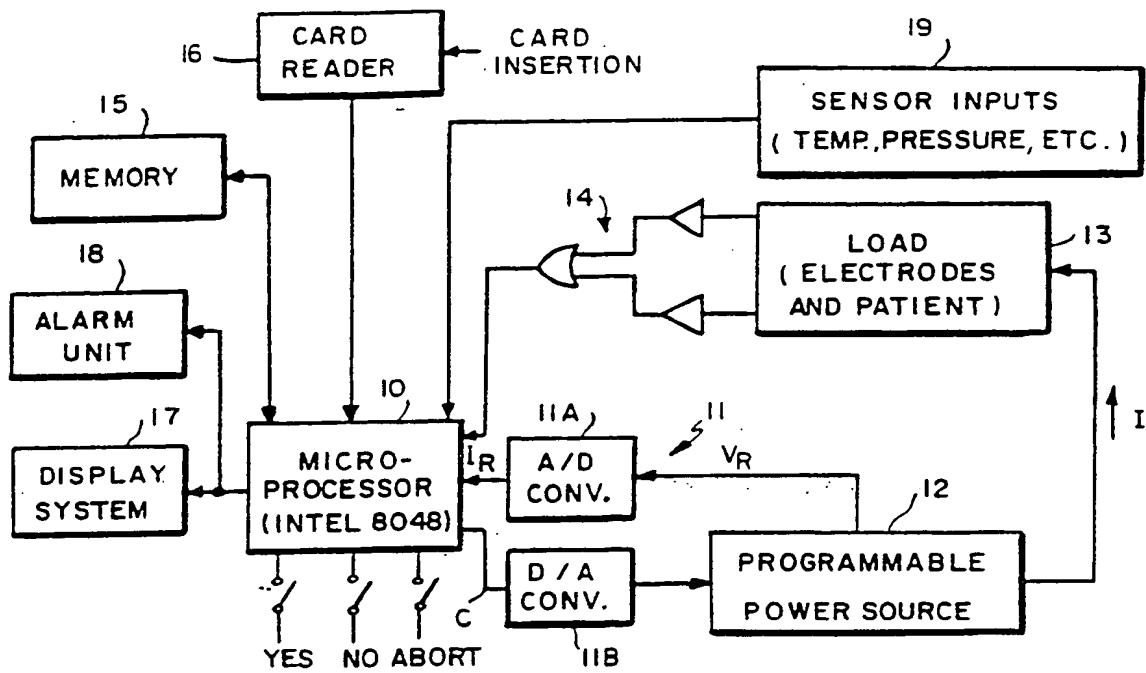 16
CARD
READER
CARD
INSERTION
19
SENSOR INPUTS
( TEMP., PRESSURE, ETC. )
15
MEMORY
14
LOAD
( ELECTRODES
AND PATIENT )
13
18
ALARM
UNIT
10
11A
11
I
17
DISPLAY
SYSTEM
MICRO-
PROCESSOR
(INTEL 8048)
I_R
A/D
CONV.
V_R
12
PROGRAMMABLE
POWER SOURCE
C
D/A
CONV.
11B
YES NO ABORT